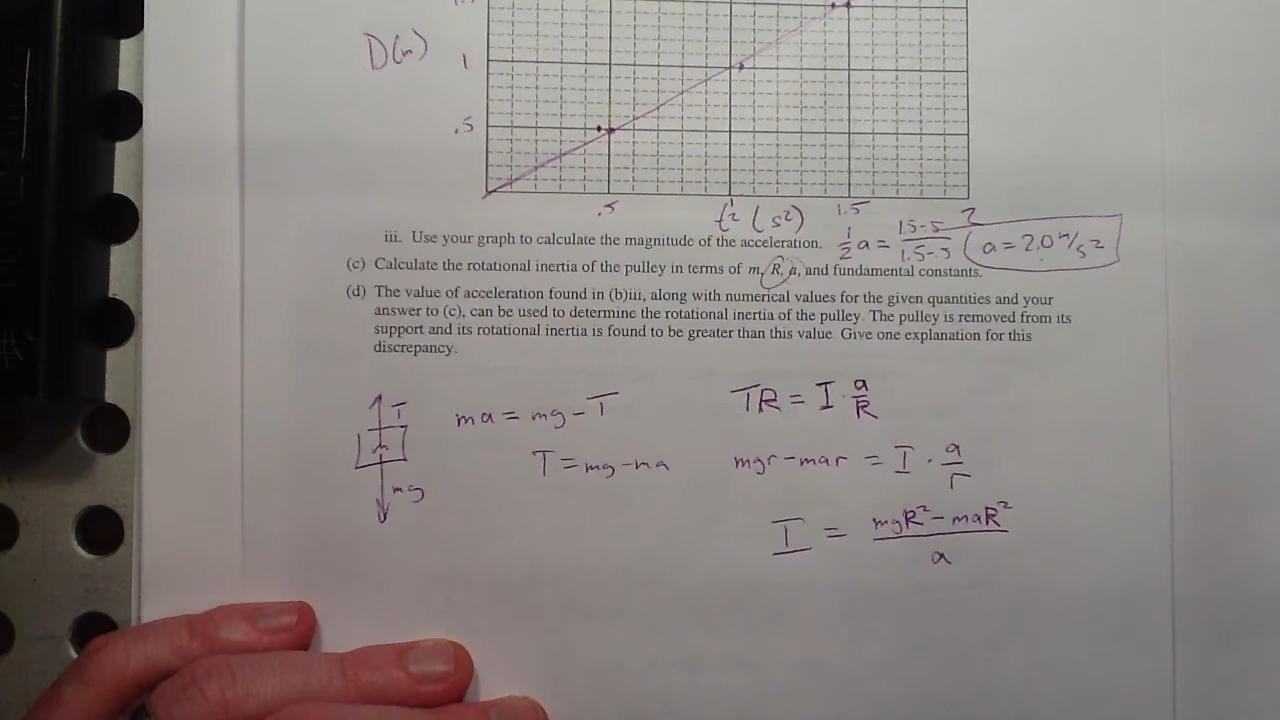 D(m)
1
.5
.5
1
1.5
t² (s²)
iii. Use your graph to calculate the magnitude of the acceleration. ½a = 1.5-.5/1.5-.5 a = 2.0 m/s²
(c) Calculate the rotational inertia of the pulley in terms of m, R, a, and fundamental constants.
(d) The value of acceleration found in (b)iii, along with numerical values for the given quantities and your
answer to (c), can be used to determine the rotational inertia of the pulley. The pulley is removed from its
support and its rotational inertia is found to be greater than this value. Give one explanation for this
discrepancy.
T
m
mg
ma = mg - T
T = mg - ma
TR = I · a/R
mgr - mar = I · a/r
I = mgR² - maR²/a